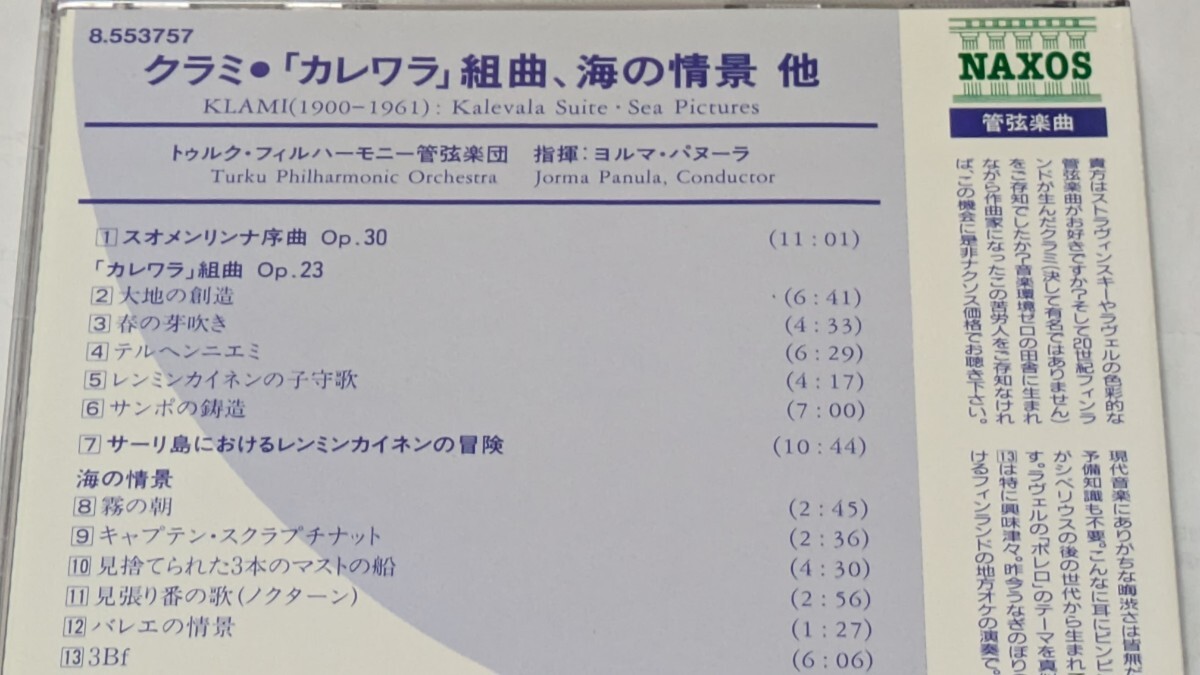 8.553757
クラミ●「カレワラ」組曲、海の情景 他
KLAMI(1900−1961): Kalevala Suite・Sea Pictures
トゥルク・フィルハーモニー管弦楽団 指揮:ヨルマ・パヌーラ
Turku Philharmonic Orchestra Jorma Panula, Conductor
1 スオメンリンナ序曲 Op.30 (11:01)
「カレワラ」組曲 Op.23
2 大地の創造 (6:41)
3 春の芽吹き (4:33)
4 テルヘンニエミ (6:29)
5 レンミンカイネンの子守歌 (4:17)
6 サンポの鋳造 (7:00)
7 サーリ島におけるレンミンカイネンの冒険 (10:44)
海の情景
8 霧の朝 (2:45)
9 キャプテン・スクラプチナット (2:36)
10 見捨てられた3本のマストの船 (4:30)
11 見張り番の歌(ノクターン) (2:56)
12 バレエの情景 (1:27)
13 3Bf (6:06)
NAXOS
管弦楽曲
貴方はストラヴィンスキーやラヴェルの色彩的な
管弦楽曲がお好きですか?そして20世紀フィンラ
ンドが生んだクラミ(決して有名ではありません)
をご存知でしたか?音楽環境ゼロの田舎に生まれ
ながら作曲家になったこの苦労人をご存知なけれ
ば、この機会に是非ナクソス価格でお聴き下さい。
現代音楽にありがちな晦渋さは皆無だ
予備知識も不要。こんなに耳にビンビン
がシベリウスの後の世代から生まれ
す。ラヴェルの「ボレロ」のテーマを真
13は特に興味津々。昨今うなぎのぼり
けるフィンランドの地方オケの演奏で。